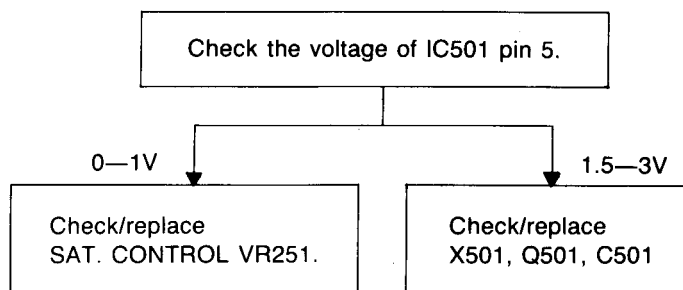 Check the voltage of IC501 pin 5.
0—1V
1.5—3V
Check/replace
SAT. CONTROL VR251.
Check/replace
X501, Q501, C501